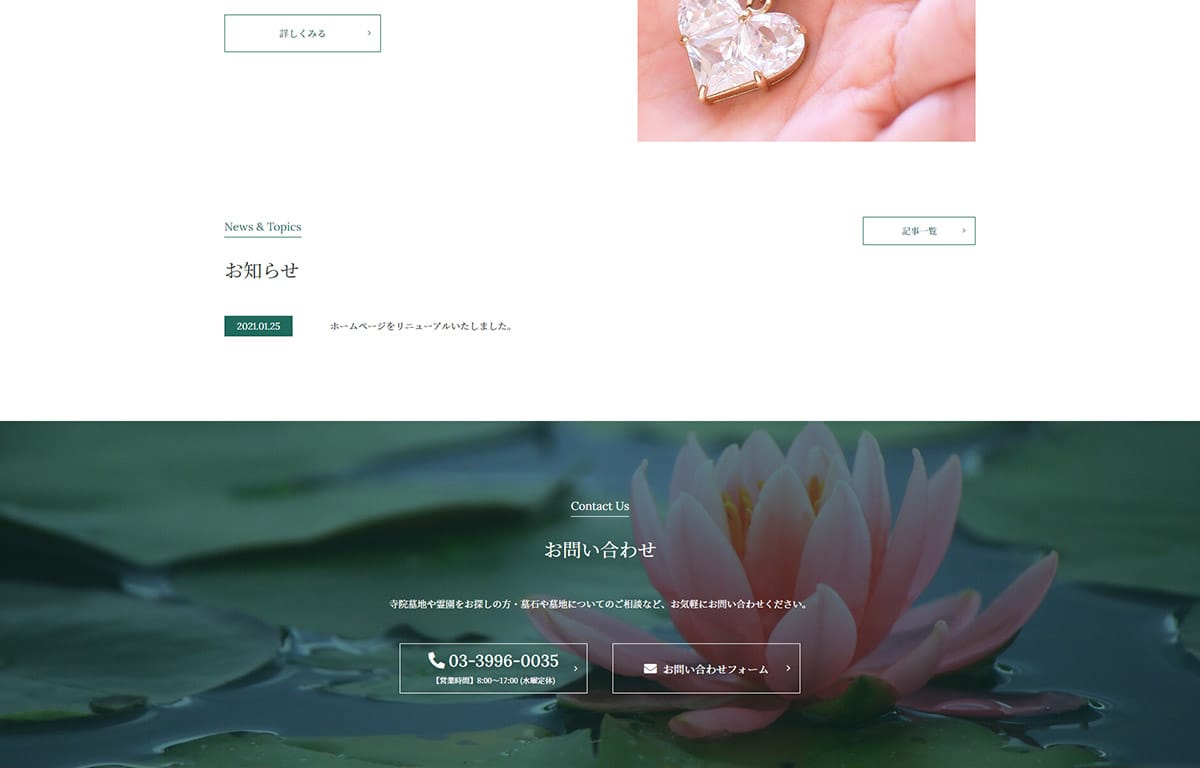 詳しくみる
News & Topics
記事一覧
お知らせ
2021.01.25 ホームページをリニューアルいたしました。
Contact Us
お問い合わせ
寺院墓地や霊園をお探しの方・墓石や墓地についてのご相談など、お気軽にお問い合わせください。
03-3996-0035
【営業時間】8:00～17:00 (水曜定休)
お問い合わせフォーム